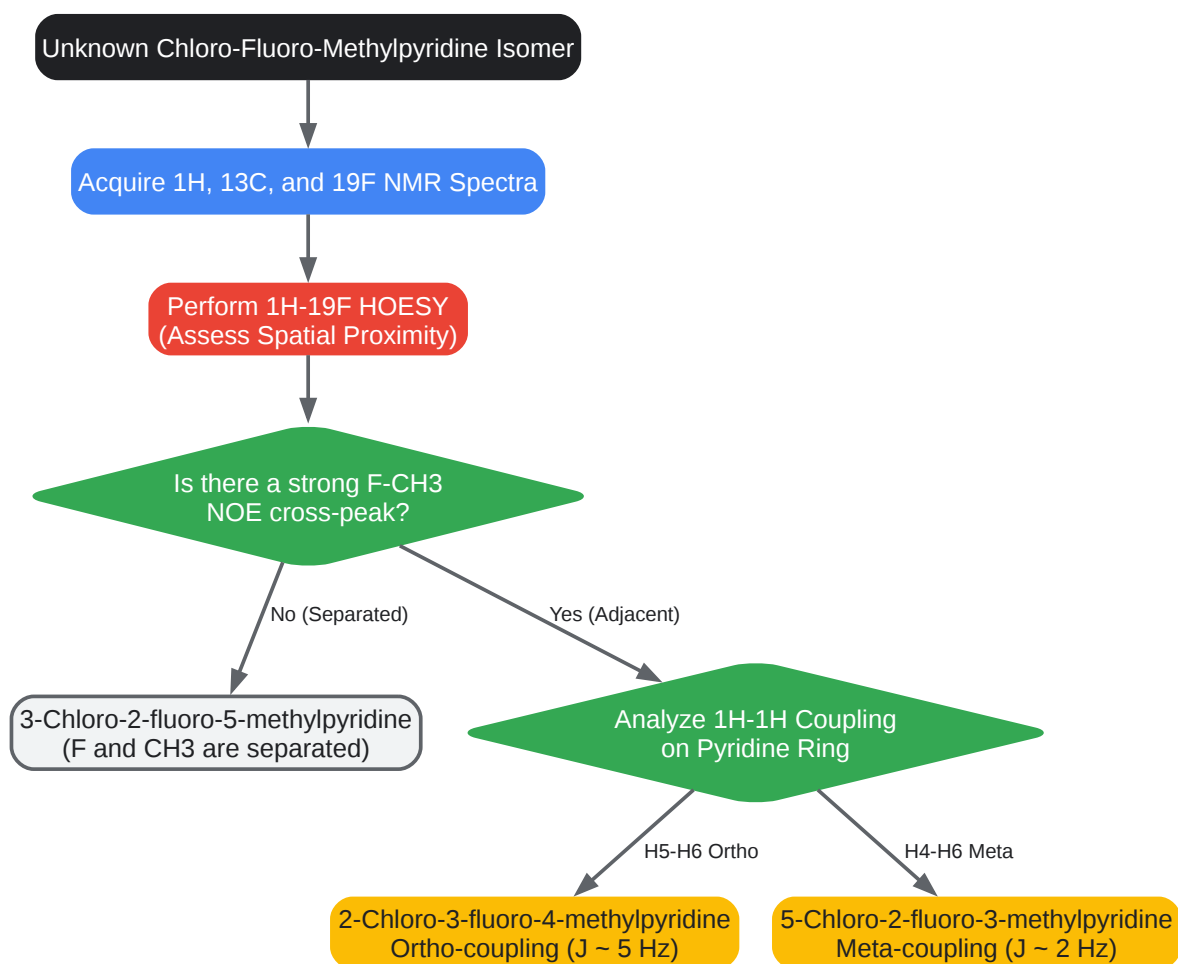 Unknown Chloro-Fluoro-Methylpyridine Isomer
Acquire 1H, 13C, and 19F NMR Spectra
Perform 1H-19F HOESY
(Assess Spatial Proximity)
Is there a strong F-CH3
NOE cross-peak?
No (Separated)
Yes (Adjacent)
3-Chloro-2-fluoro-5-methylpyridine
(F and CH3 are separated)
Analyze 1H-1H Coupling
on Pyridine Ring
H5-H6 Ortho
H4-H6 Meta
2-Chloro-3-fluoro-4-methylpyridine
Ortho-coupling (J ~ 5 Hz)
5-Chloro-2-fluoro-3-methylpyridine
Meta-coupling (J ~ 2 Hz)